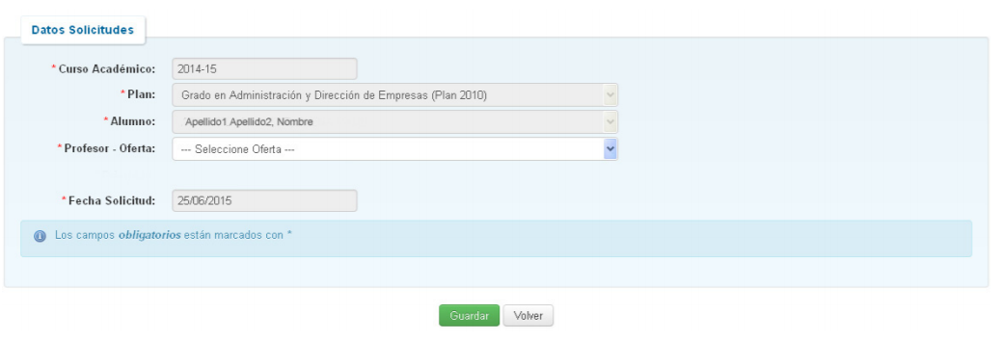 Datos Solicitudes
* Curso Académico: 2014-15
* Plan: Grado en Administración y Dirección de Empresas (Plan 2010)
* Alumno: Apellido1 Apellido2, Nombre
* Profesor - Oferta: --- Seleccione Oferta ---
* Fecha Solicitud: 25/06/2015
Los campos obligatorios están marcados con *
Guardar Volver